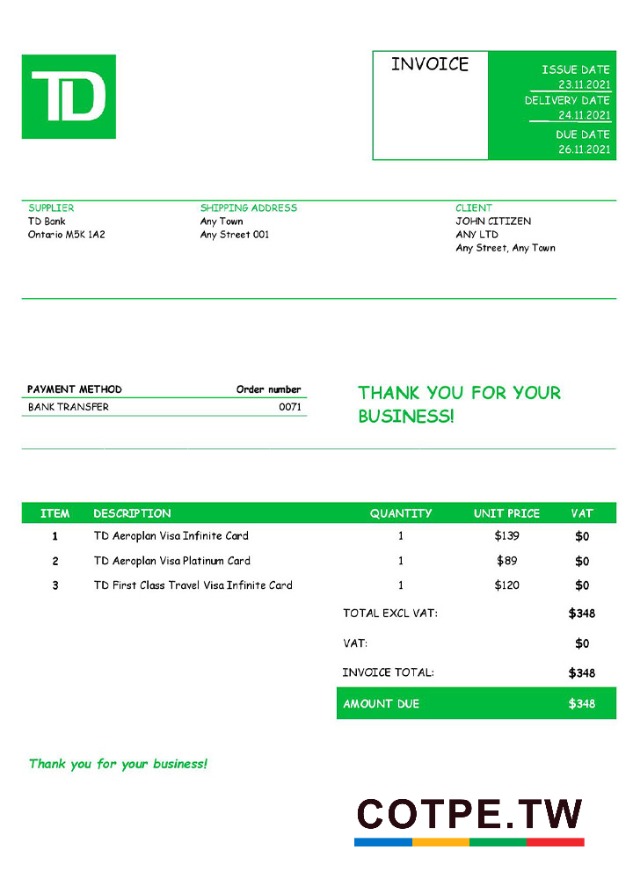 TD
INVOICE
ISSUE DATE
23.11.2021
DELIVERY DATE
24.11.2021
DUE DATE
26.11.2021
SUPPLIER
TD Bank
Ontario M5K 1A2
SHIPPING ADDRESS
Any Town
Any Street 001
CLIENT
JOHN CITIZEN
ANY LTD
Any Street, Any Town
PAYMENT METHOD Order number
BANK TRANSFER 0071
THANK YOU FOR YOUR
BUSINESS!
ITEM DESCRIPTION QUANTITY UNIT PRICE VAT
1 TD Aeroplan Visa Infinite Card 1 $139 $0
2 TD Aeroplan Visa Platinum Card 1 $89 $0
3 TD First Class Travel Visa Infinite Card 1 $120 $0
TOTAL EXCL VAT: $348
VAT: $0
INVOICE TOTAL: $348
AMOUNT DUE $348
Thank you for your business!
COTPE.TW